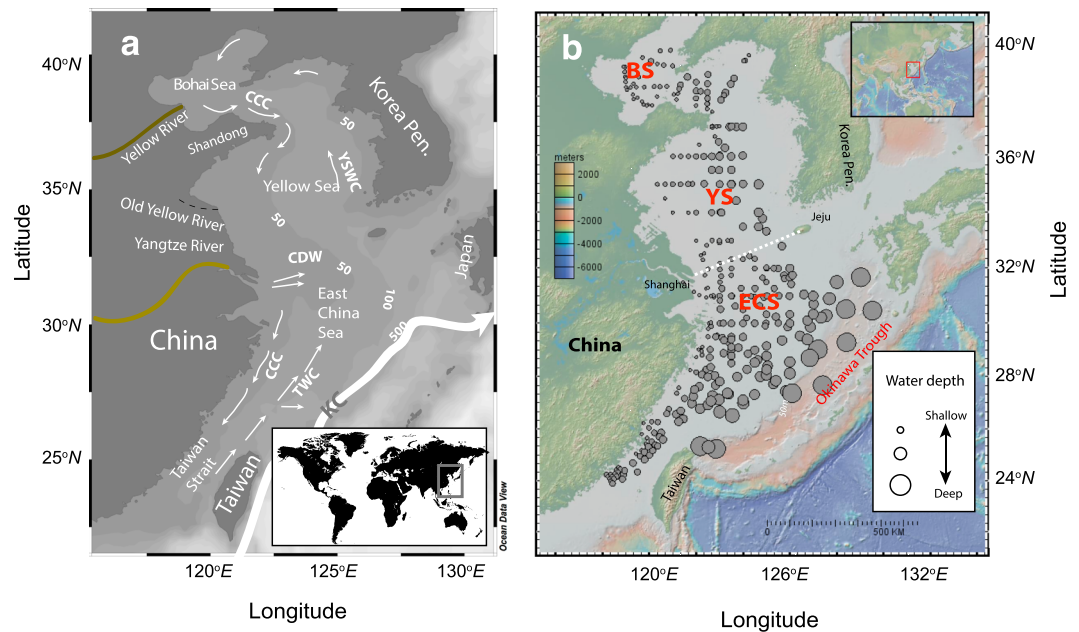 a
40°N
35°N
30°N
25°N
Latitude
Bohai Sea
CCC
Yellow River
Shandong
50
Korea Pen.
YSWC
Yellow Sea
Old Yellow River
50
Yangtze River
CDW
50
Japan
East
China
Sea
100
500
China
CCC
TWC
KC
Taiwan
Strait
Taiwan
Ocean Data View
120°E
125°E
130°E
Longitude
b
BS
40°N
36°N
32°N
28°N
24°N
Latitude
meters
2000
0
-2000
-4000
-6000
Korea Pen.
YS
Jeju
Shanghai
ECS
China
Okinawa Trough
Water depth
Shallow
Deep
Taiwan
0
500 KM
120°E
126°E
132°E
Longitude